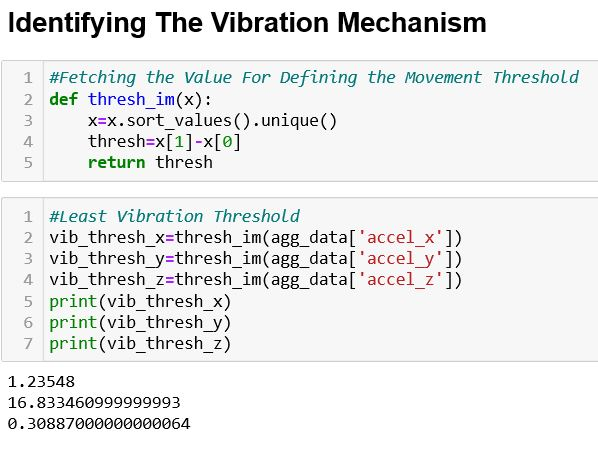 Identifying The Vibration Mechanism
1 #Fetching the Value For Defining the Movement Threshold
2 def thresh_im(x):
3     x=x.sort_values().unique()
4     thresh=x[1]-x[0]
5     return thresh
1 #Least Vibration Threshold
2 vib_thresh_x=thresh_im(agg_data['accel_x'])
3 vib_thresh_y=thresh_im(agg_data['accel_y'])
4 vib_thresh_z=thresh_im(agg_data['accel_z'])
5 print(vib_thresh_x)
6 print(vib_thresh_y)
7 print(vib_thresh_z)
1.23548
16.833460999999993
0.30887000000000064